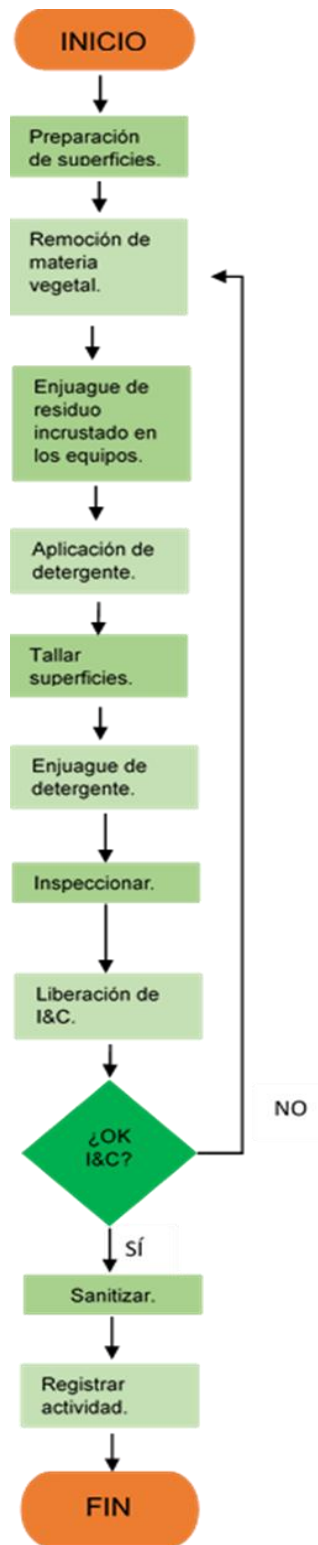 INICIO
Preparación
de superficies.
Remoción de
materia
vegetal.
Enjuague de
residuo
incrustado en
los equipos.
Aplicación de
detergente.
Tallar
superficies.
Enjuague de
detergente.
Inspeccionar.
Liberación de
I&C.
¿OK
I&C?
NO
SÍ
Sanitizar.
Registrar
actividad.
FIN